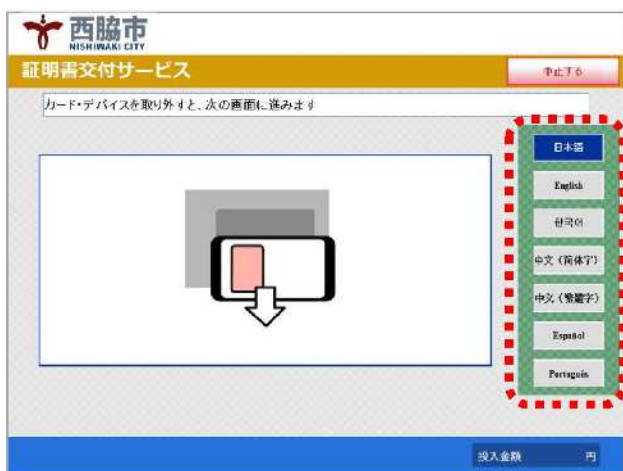 西脇市
NISHIWAKI CITY
証明書交付サービス
中止する
カード・デバイスを取り外すと、次の画面に進みます
日本語
English
한국어
中文（简体字）
中文（繁體字）
Español
Português
投入金額 円